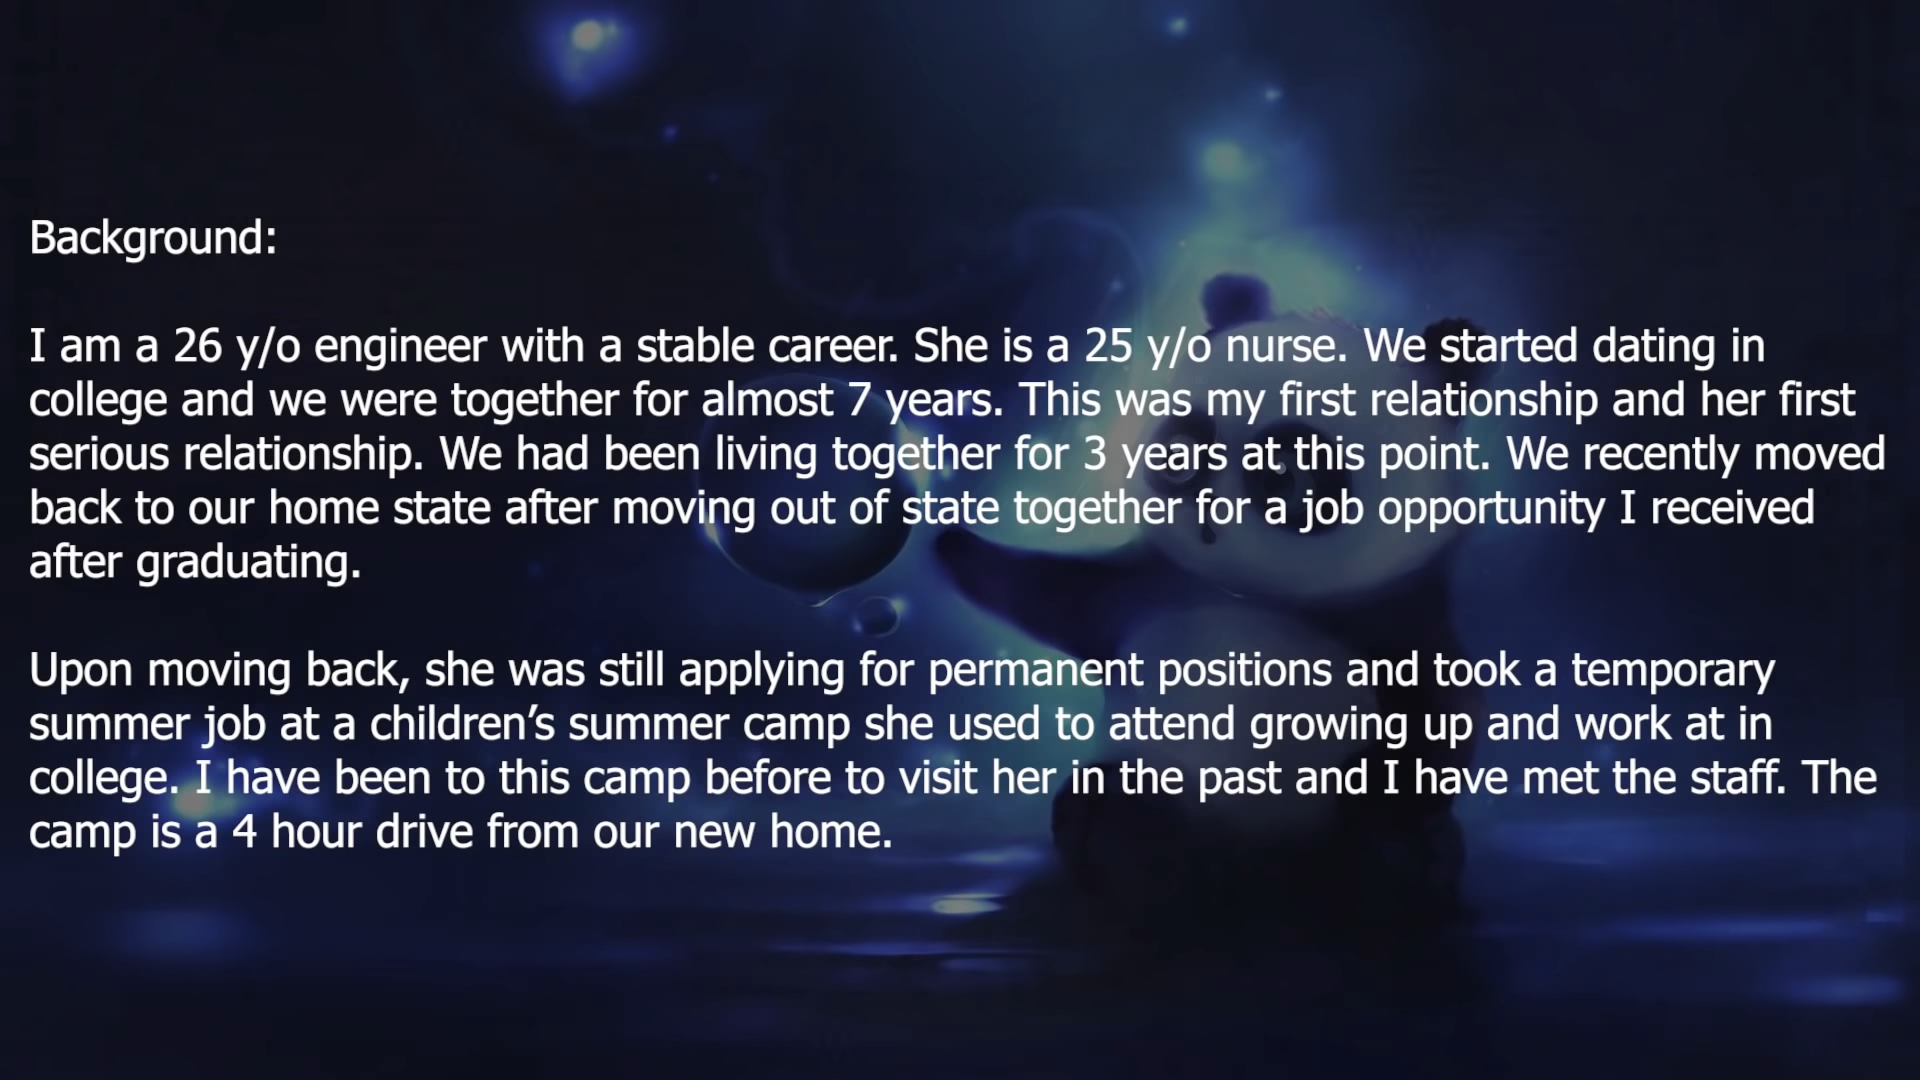 Background:
I am a 26 y/o engineer with a stable career. She is a 25 y/o nurse. We started dating in
college and we were together for almost 7 years. This was my first relationship and her first
serious relationship. We had been living together for 3 years at this point. We recently moved
back to our home state after moving out of state together for a job opportunity I received
after graduating.
Upon moving back, she was still applying for permanent positions and took a temporary
summer job at a children’s summer camp she used to attend growing up and work at in
college. I have been to this camp before to visit her in the past and I have met the staff. The
camp is a 4 hour drive from our new home.